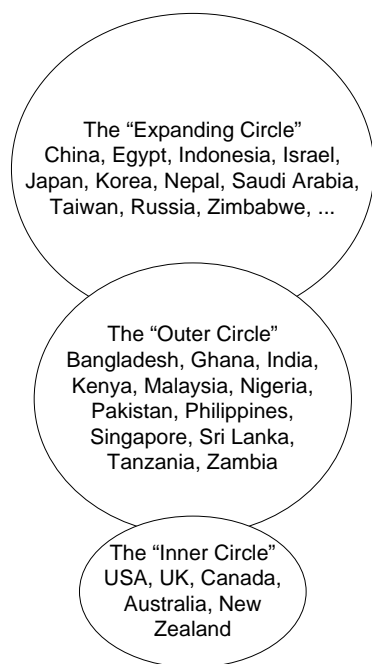 The “Expanding Circle”
China, Egypt, Indonesia, Israel,
Japan, Korea, Nepal, Saudi Arabia,
Taiwan, Russia, Zimbabwe, ...
The “Outer Circle”
Bangladesh, Ghana, India,
Kenya, Malaysia, Nigeria,
Pakistan, Philippines,
Singapore, Sri Lanka,
Tanzania, Zambia
The “Inner Circle”
USA, UK, Canada,
Australia, New
Zealand